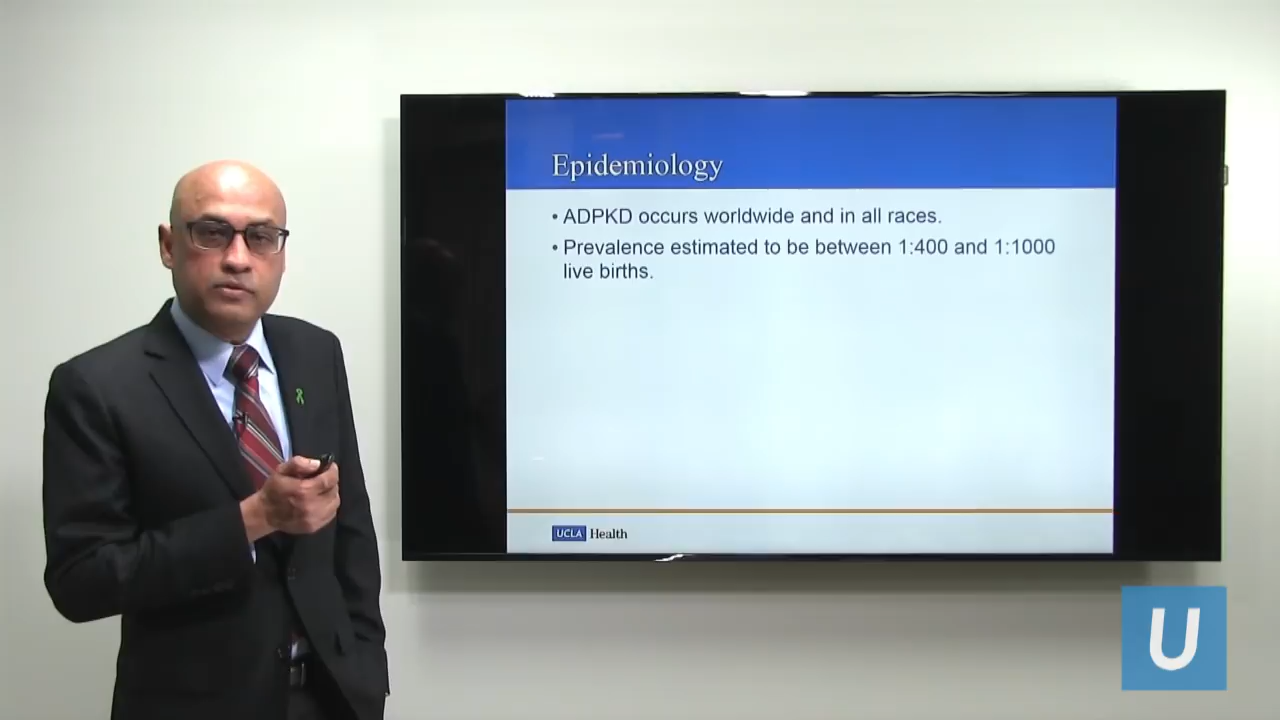 Epidemiology
• ADPKD occurs worldwide and in all races.
• Prevalence estimated to be between 1:400 and 1:1000
live births.
UCLA Health
U